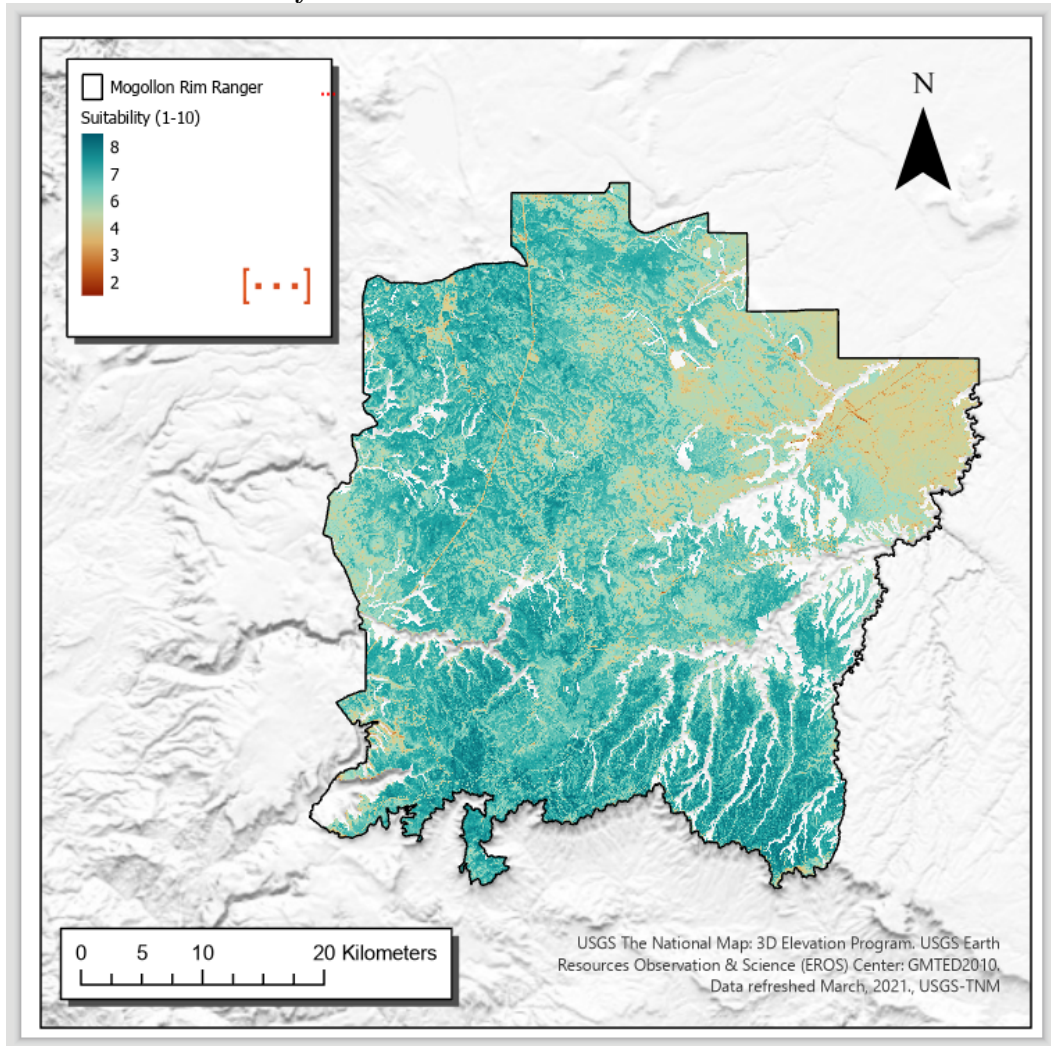 Mogollon Rim Ranger
...
Suitability (1-10)
8
7
6
4
3
2
[...]
N
0 5 10 20 Kilometers
USGS The National Map: 3D Elevation Program. USGS Earth
Resources Observation & Science (EROS) Center: GMTED2010.
Data refreshed March, 2021., USGS-TNM